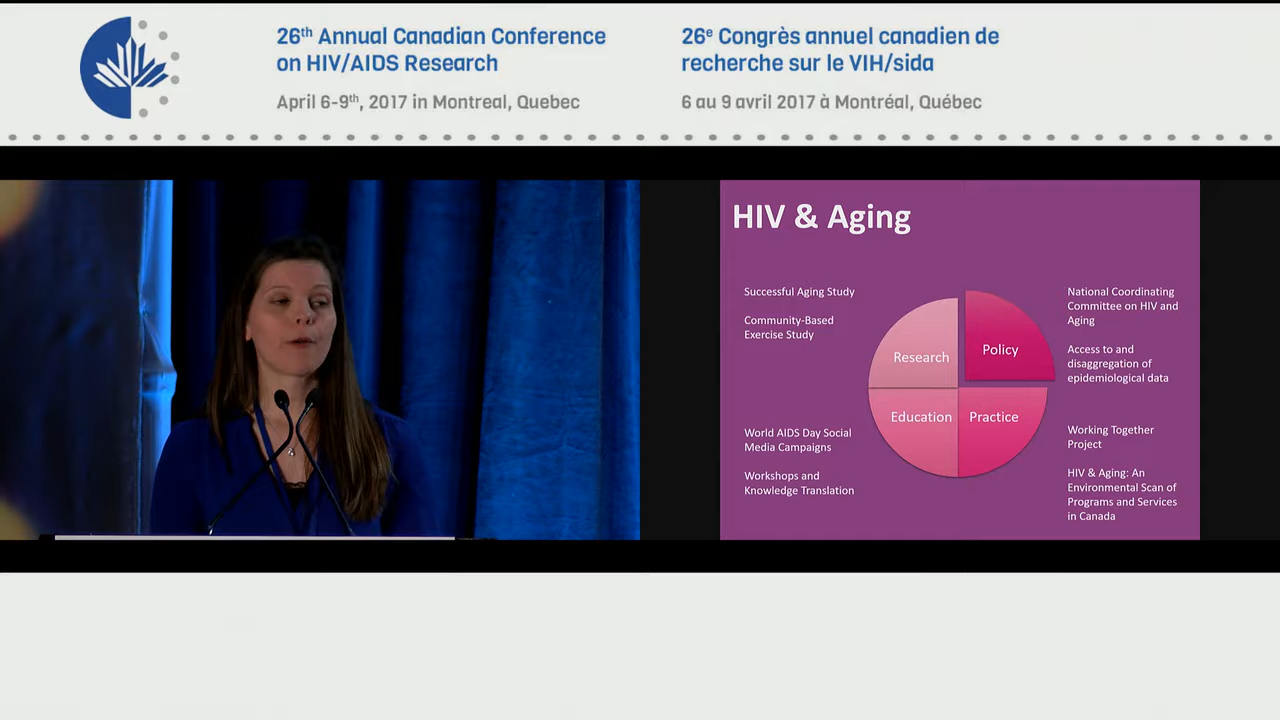 26th Annual Canadian Conference
on HIV/AIDS Research
April 6-9th, 2017 in Montreal, Quebec
26e Congrès annuel canadien de
recherche sur le VIH/sida
6 au 9 avril 2017 à Montréal, Québec
HIV & Aging
Successful Aging Study
Community-Based
Exercise Study
Research
Policy
National Coordinating
Committee on HIV and
Aging
Access to and
disaggregation of
epidemiological data
World AIDS Day Social
Media Campaigns
Workshops and
Knowledge Translation
Education
Practice
Working Together
Project
HIV & Aging: An
Environmental Scan of
Programs and Services
in Canada